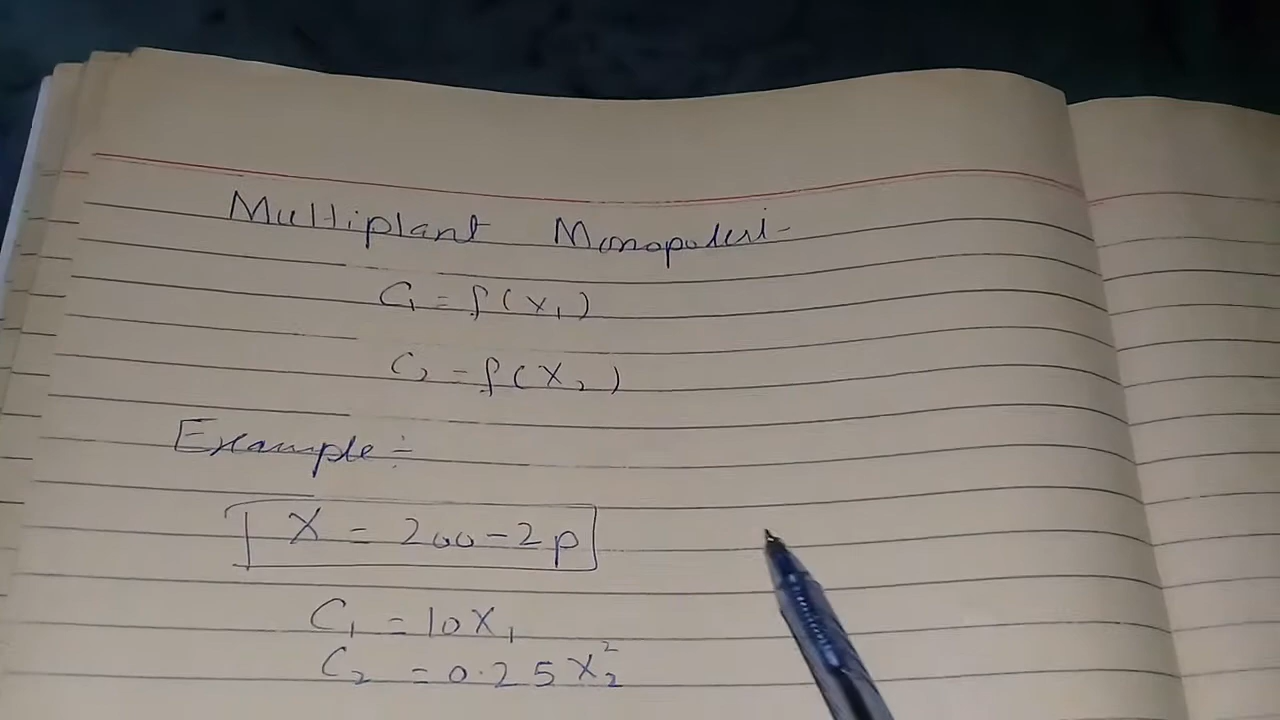 Multiplant Monopolist
C₁ = f(X₁)
C₂ = f(X₂)
Example:-
X = 200-2p
C₁ = 10X₁
C₂ = 0.25X₂²